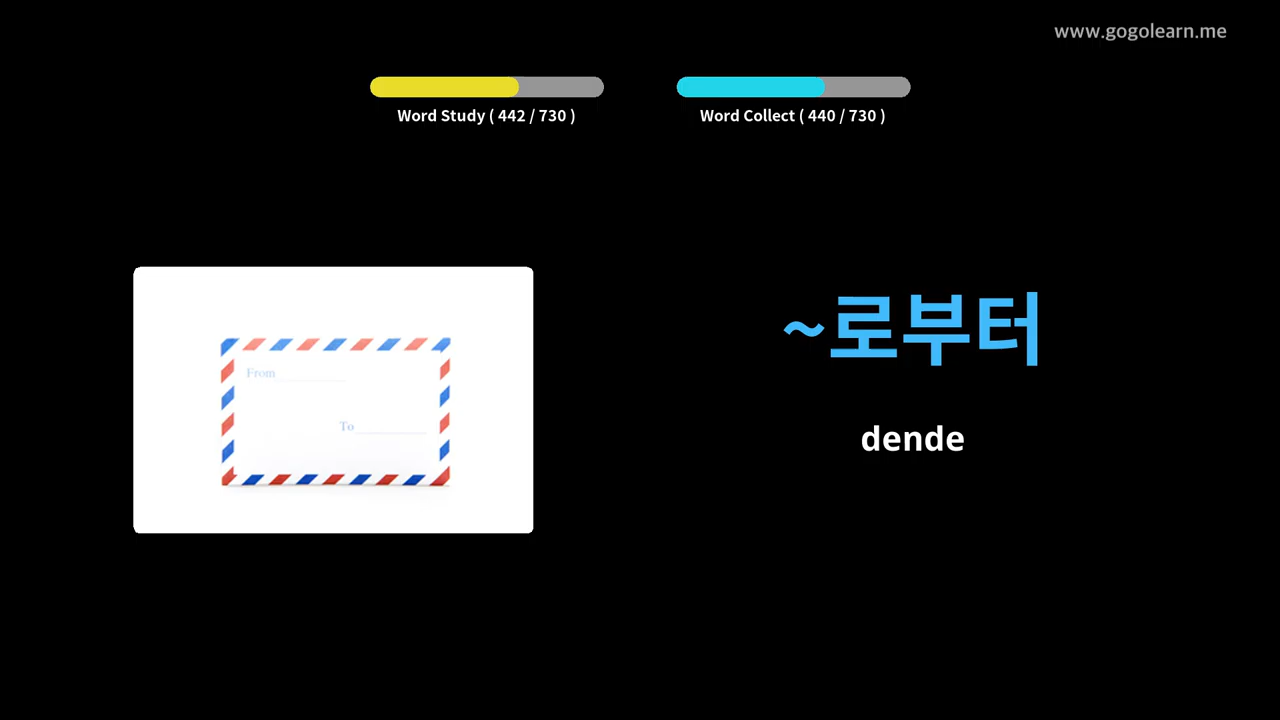 www.gogolearn.me
Word Study ( 442 / 730 )
Word Collect ( 440 / 730 )
From
To
~로부터
dende